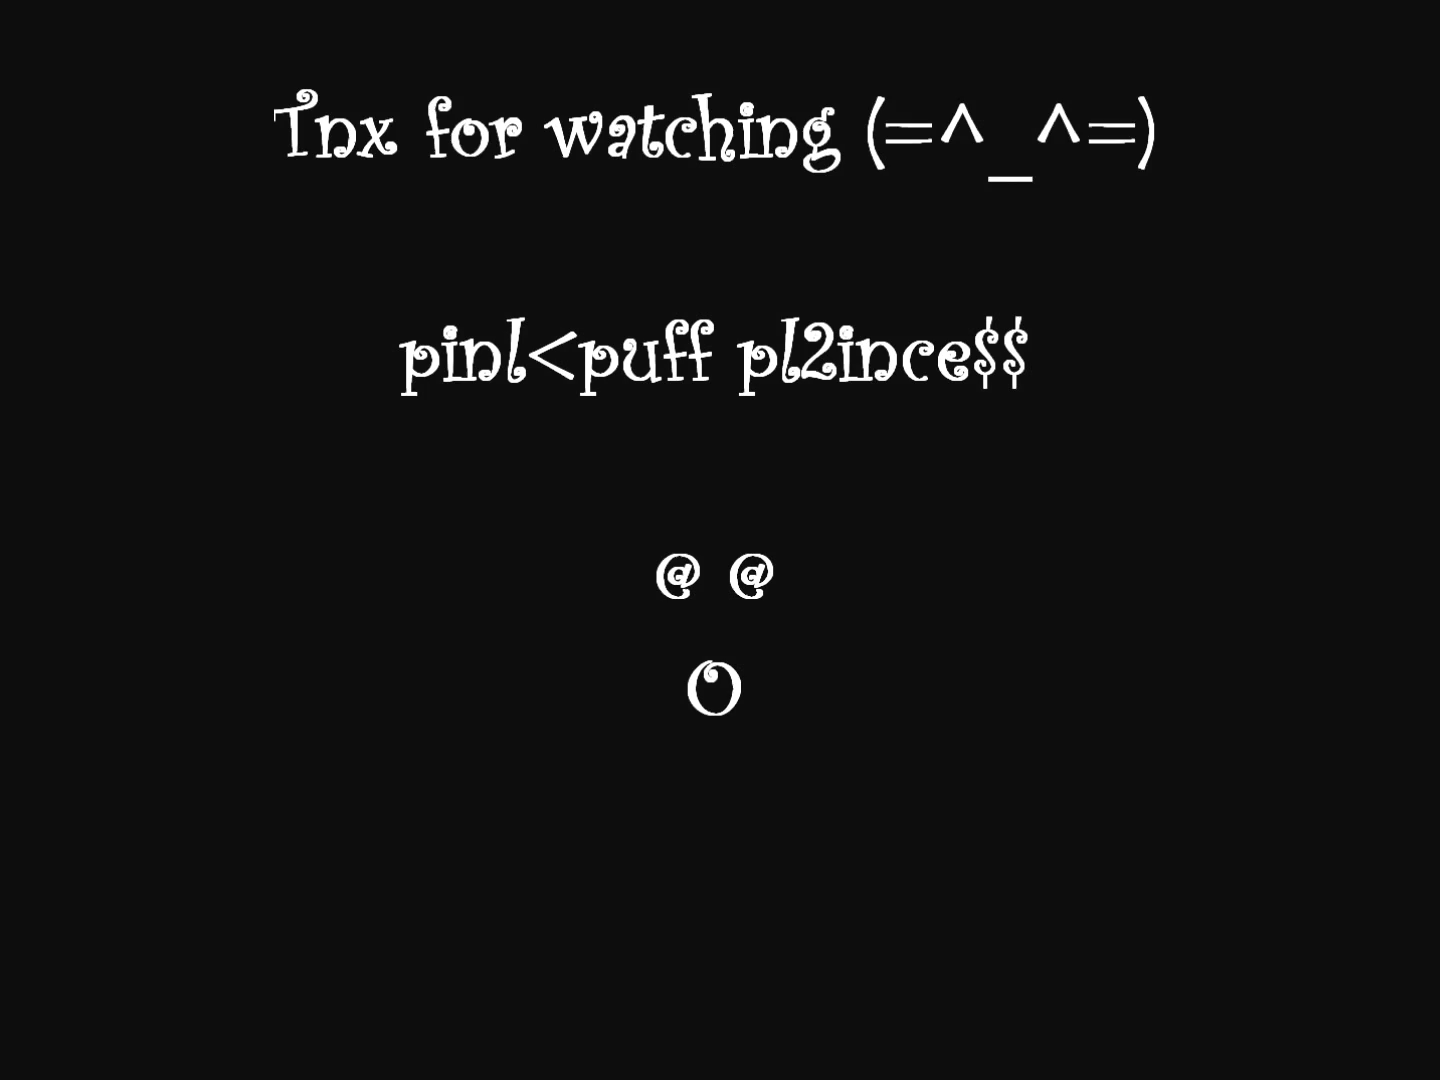 Tnx for watching (=^_^=)
pinl<puff pl2ince$$
@ @
O